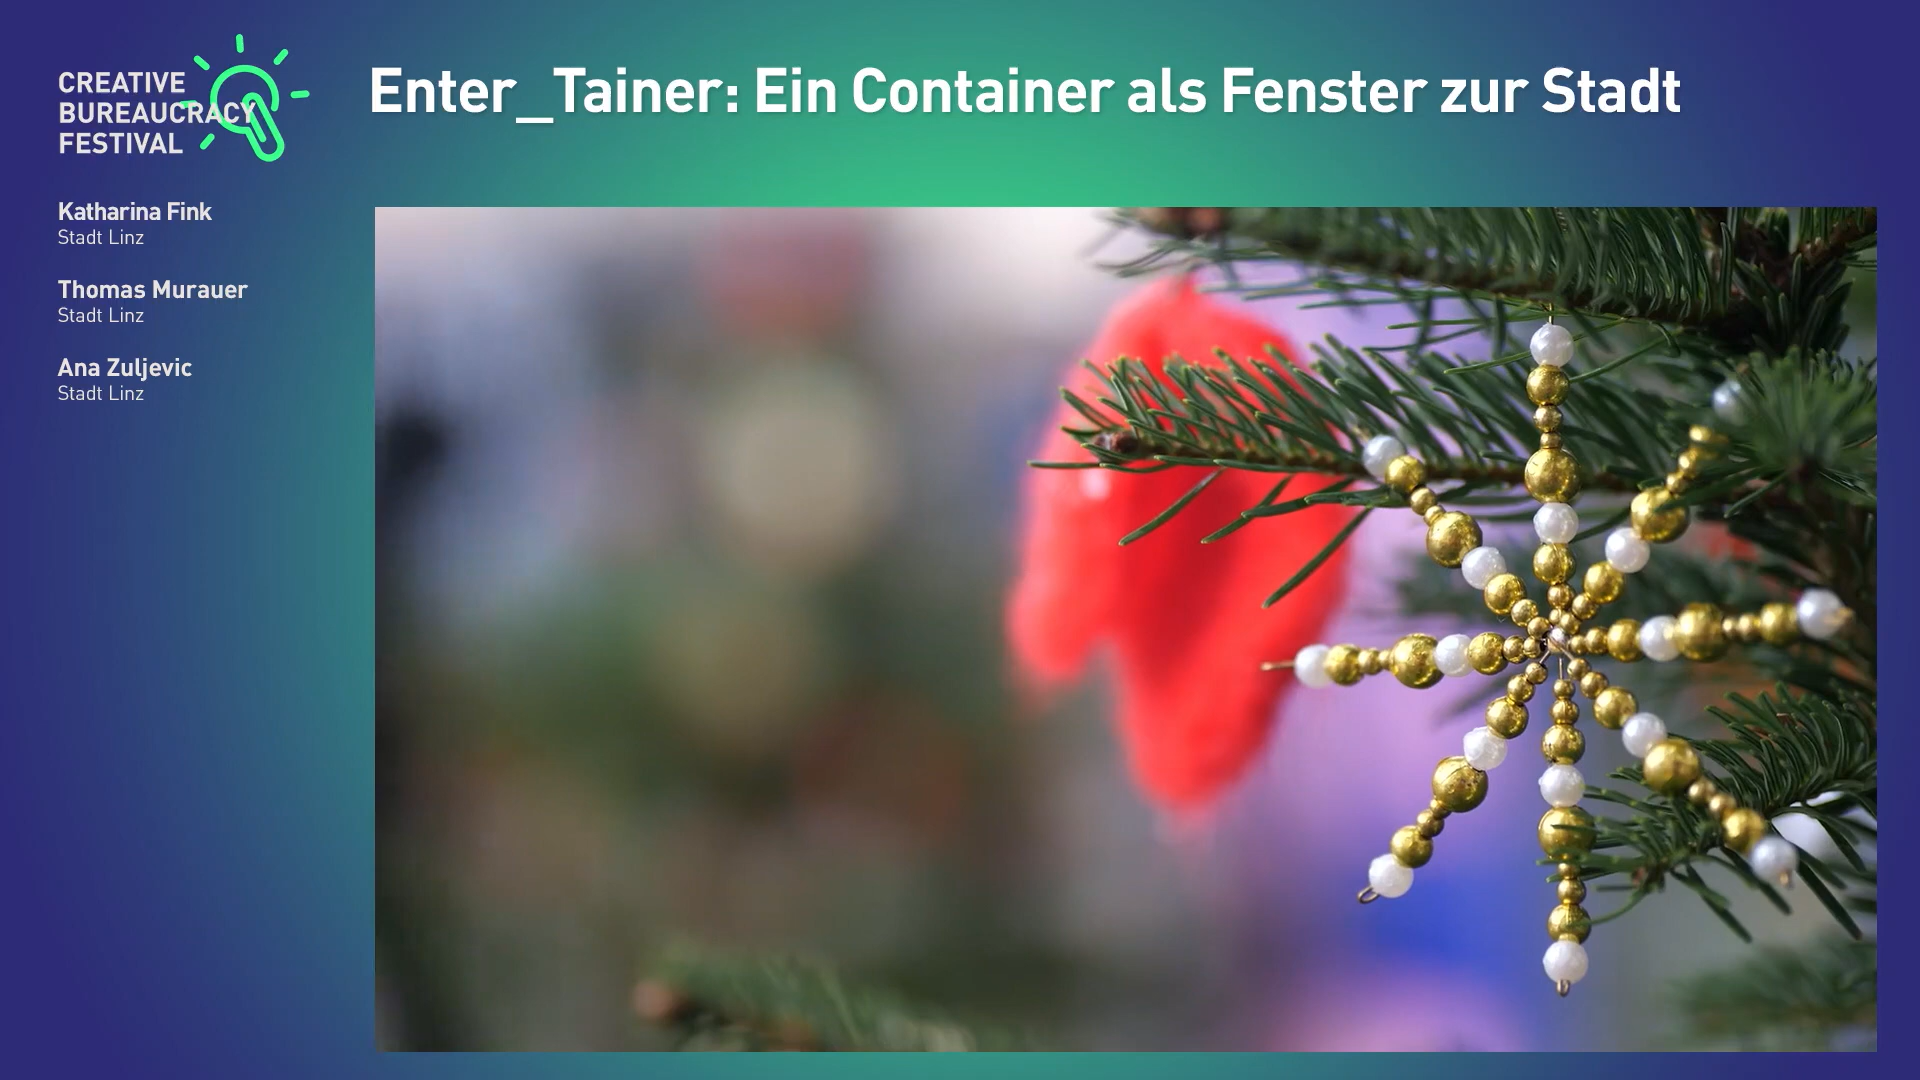 CREATIVE
BUREAUCRACY
FESTIVAL
Enter_Tainer: Ein Container als Fenster zur Stadt
Katharina Fink
Stadt Linz
Thomas Murauer
Stadt Linz
Ana Zuljevic
Stadt Linz